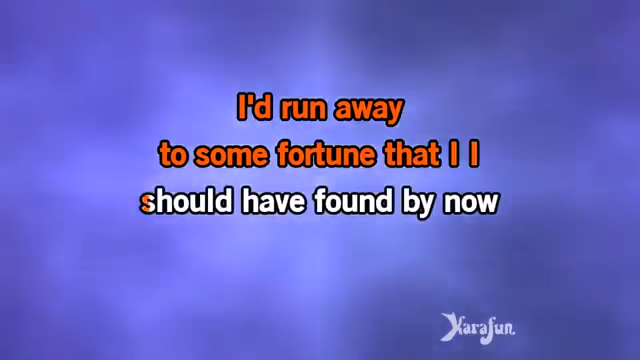 I'd run away
to some fortune that I I
should have found by now
Karafun